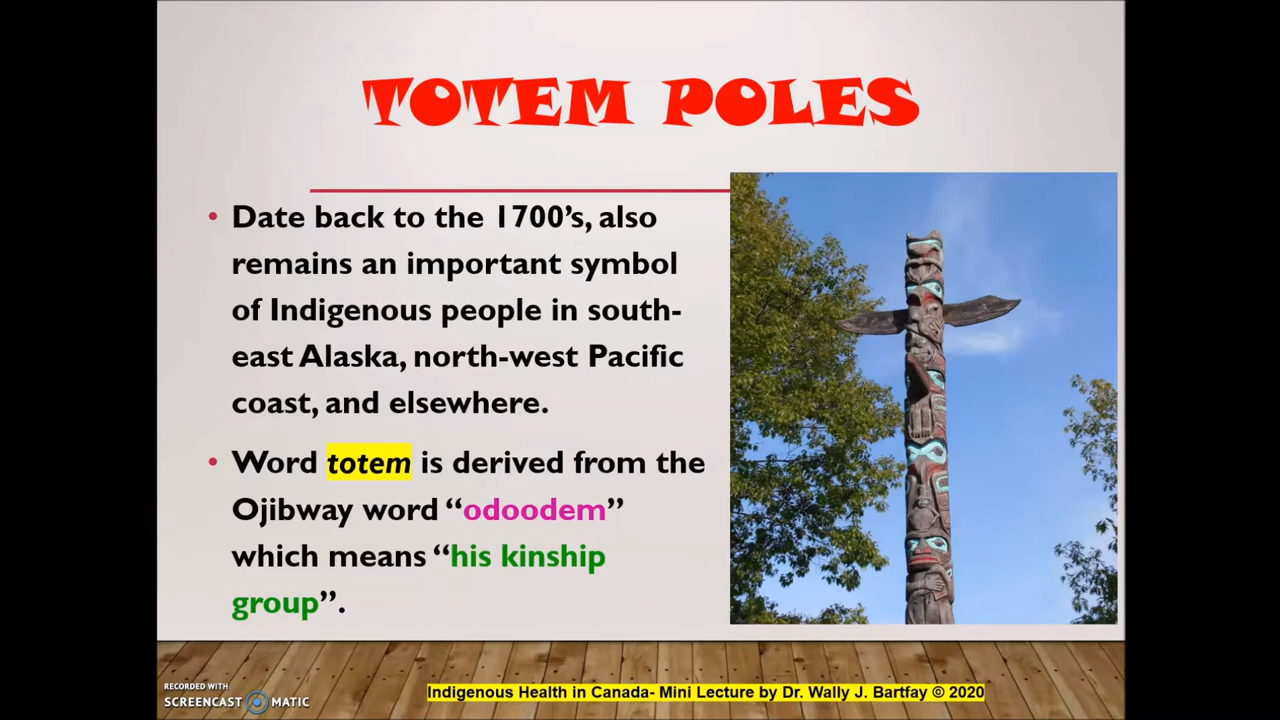 TOTEM POLES
• Date back to the 1700’s, also
remains an important symbol
of Indigenous people in south-
east Alaska, north-west Pacific
coast, and elsewhere.
• Word totem is derived from the
Ojibway word “odoodem”
which means “his kinship
group”.
RECORDED WITH
SCREENCAST MATIC
Indigenous Health in Canada- Mini Lecture by Dr. Wally J. Bartfay © 2020